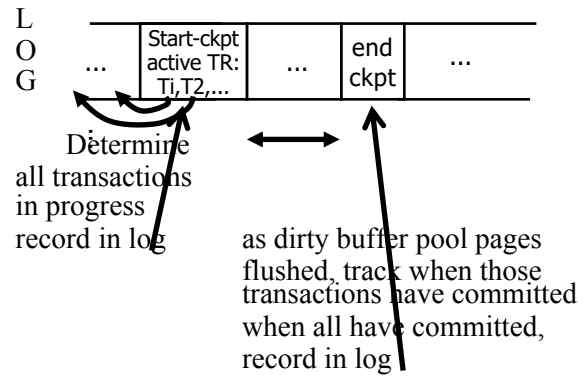 L
O
G
...
Start-ckpt
active TR:
Ti,T2,...
...
end
ckpt
...
Determine
all transactions
in progress
record in log
as dirty buffer pool pages
flushed, track when those
transactions have committed
when all have committed,
record in log